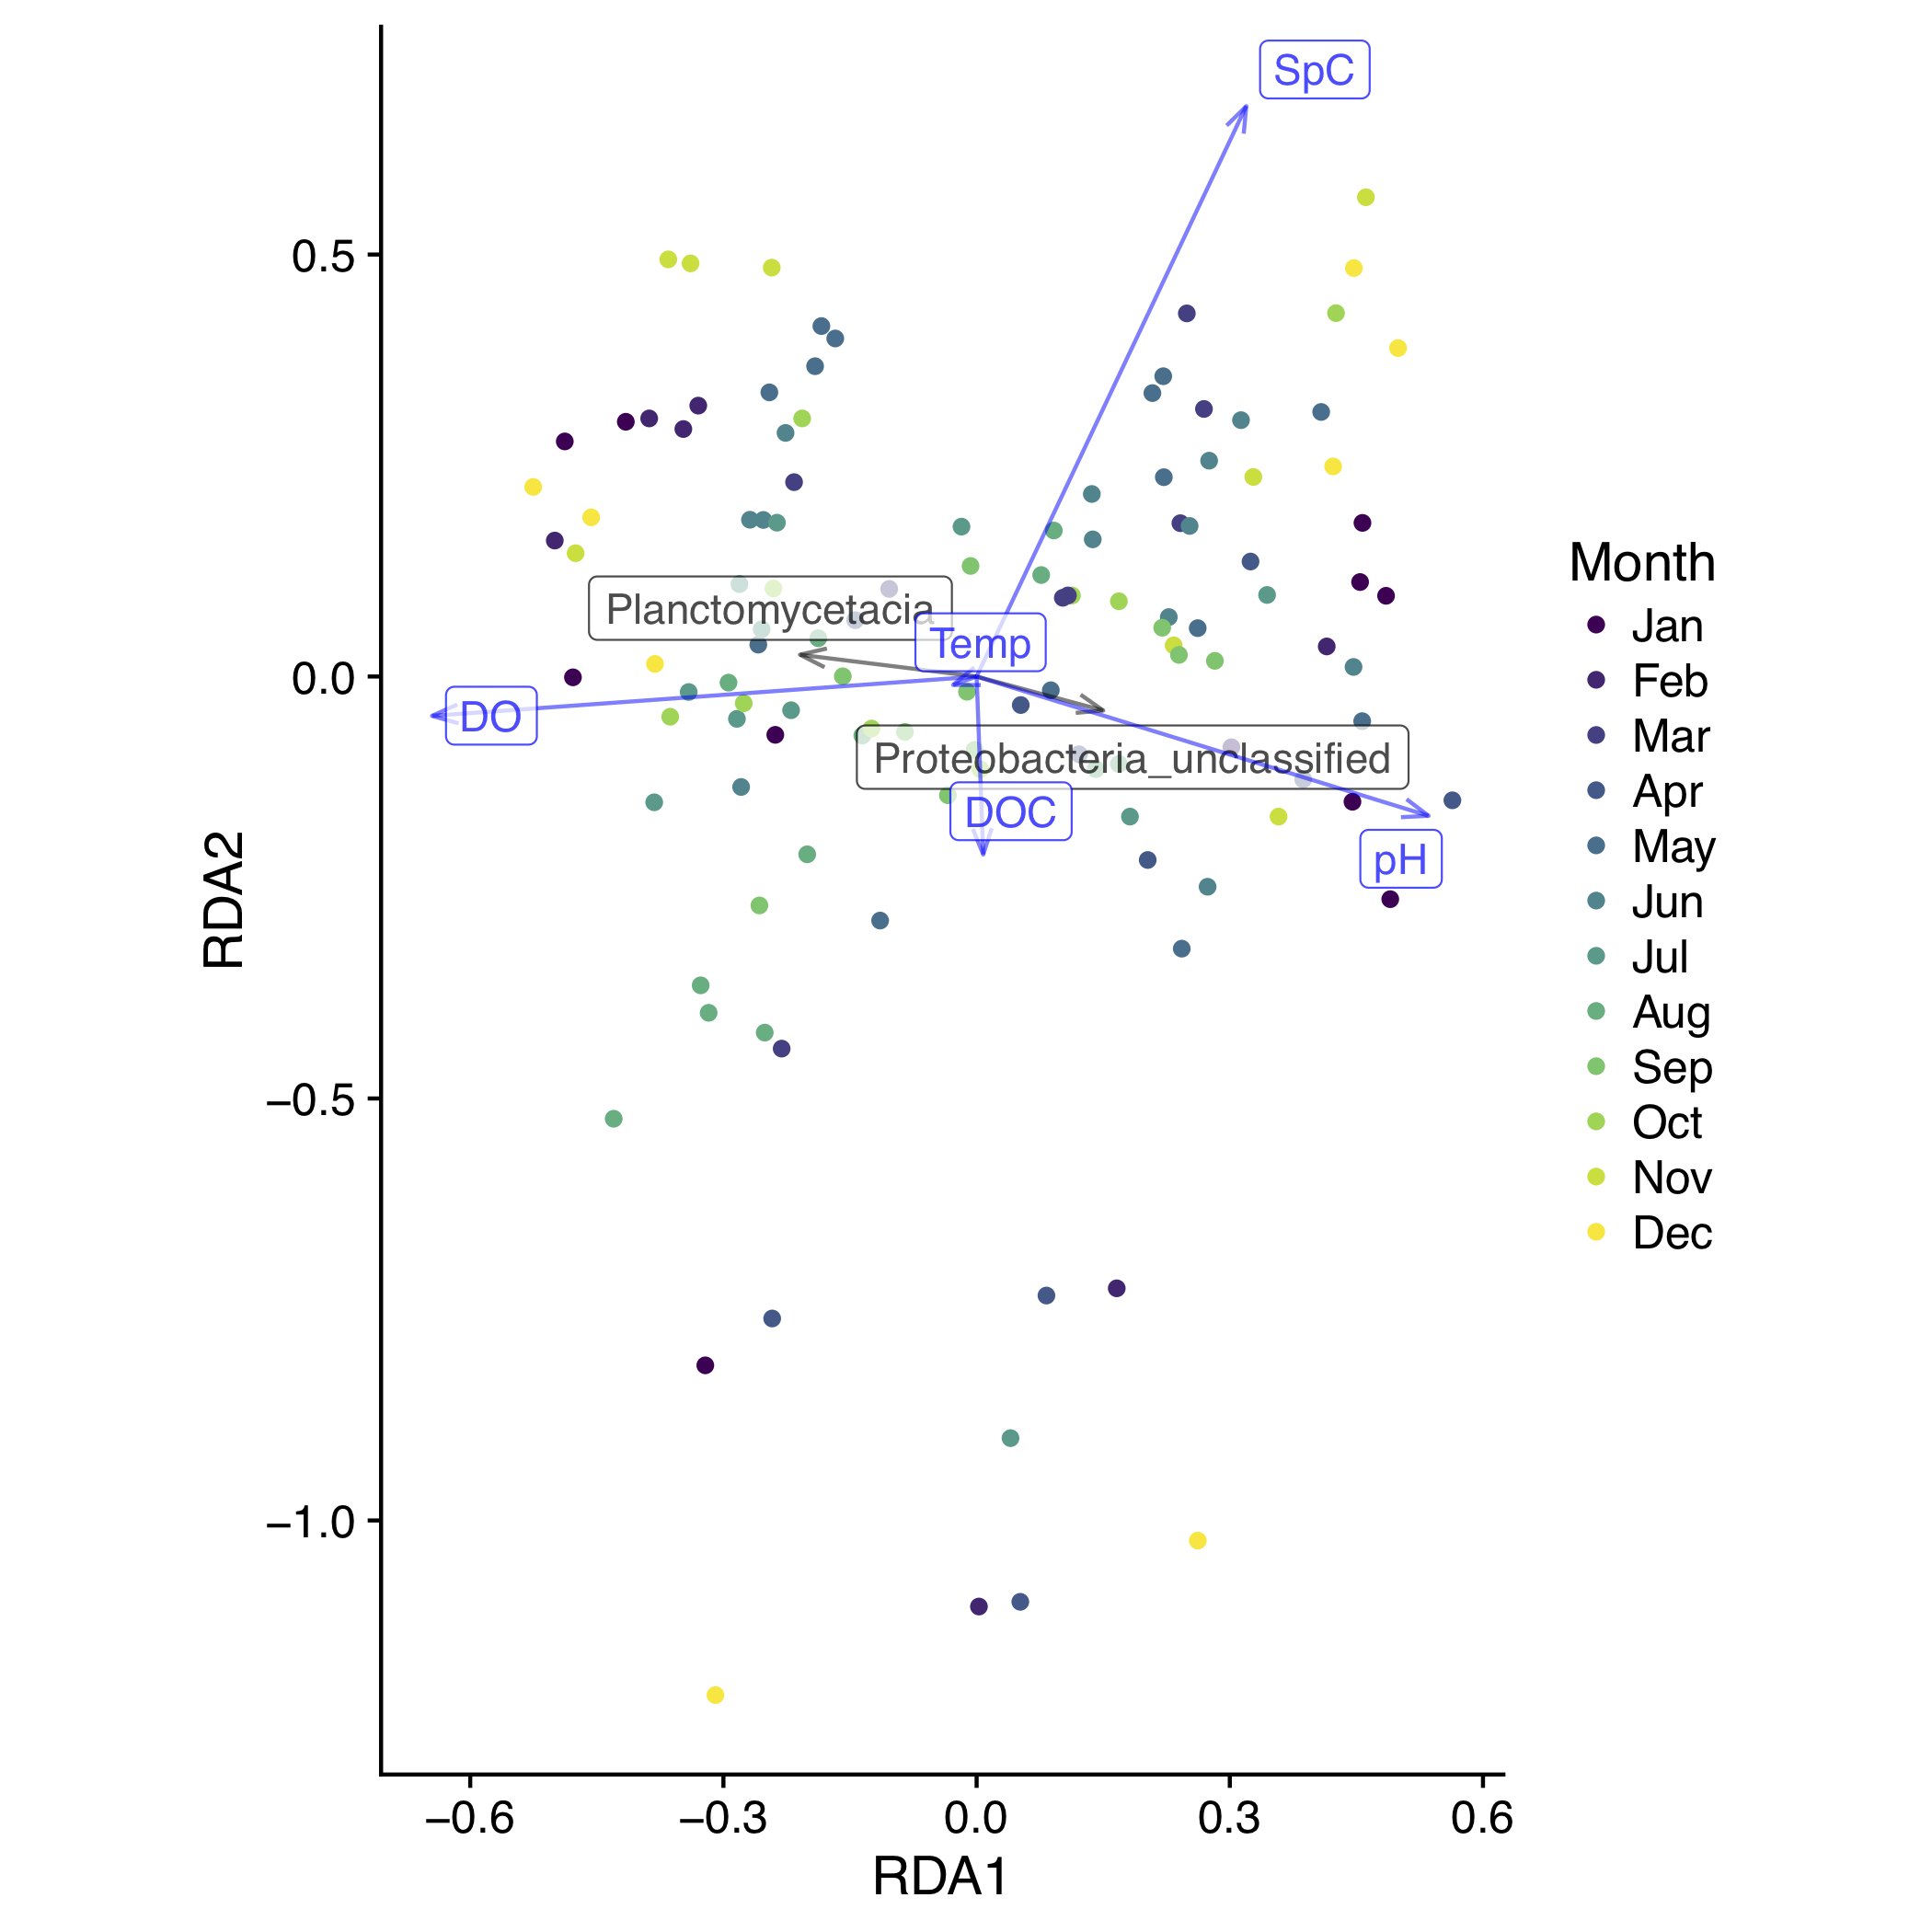 SpC
0.5
Planctomycetacia
Temp
0.0
DO
Proteobacteria_unclassified
DOC
pH
−0.5
−1.0
RDA2
−0.6
−0.3
0.0
0.3
0.6
RDA1
Month
Jan
Feb
Mar
Apr
May
Jun
Jul
Aug
Sep
Oct
Nov
Dec